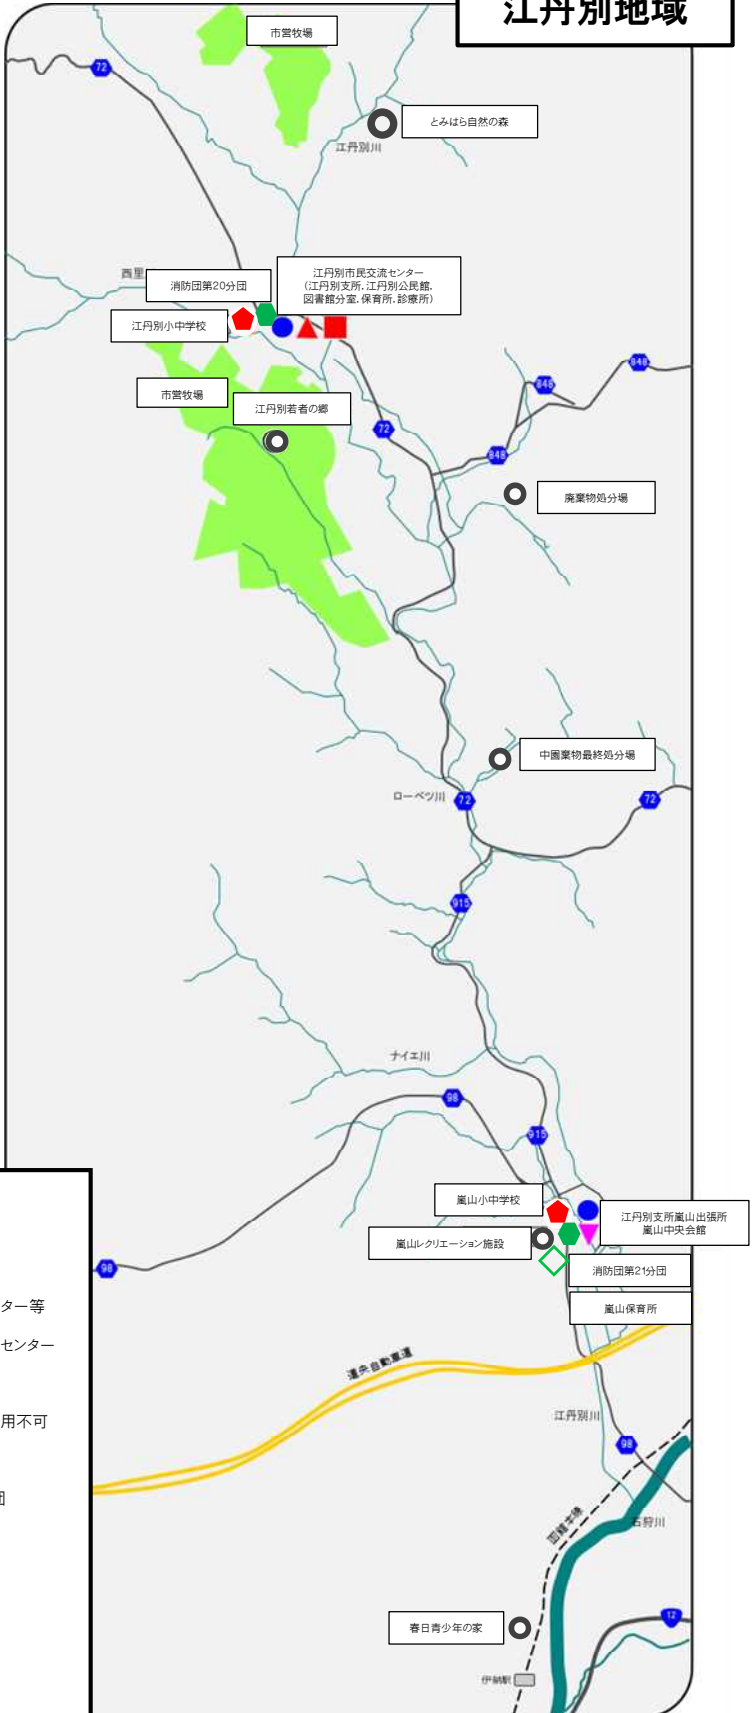 江丹別地域
市営牧場
72
とみはら自然の森
江丹別川
西里
消防団第20分団
江丹別市民交流センター
(江丹別支所、江丹別公民館、
図書館分室、保育所、診療所)
江丹別小中学校
848
848
市営牧場
江丹別若者の郷
72
848
廃棄物処分場
中園廃棄物最終処分場
ローベツ川
72
72
915
ナイエ川
98
915
嵐山小中学校
江丹別支所嵐山出張所
嵐山中央会館
嵐山レクリエーション施設
98
消防団第21分団
嵐山保育所
ター等
センター
道央自動車道
用不可
江丹別川
98
団
函館本線
石狩川
12
春日青少年の家
伊納駅